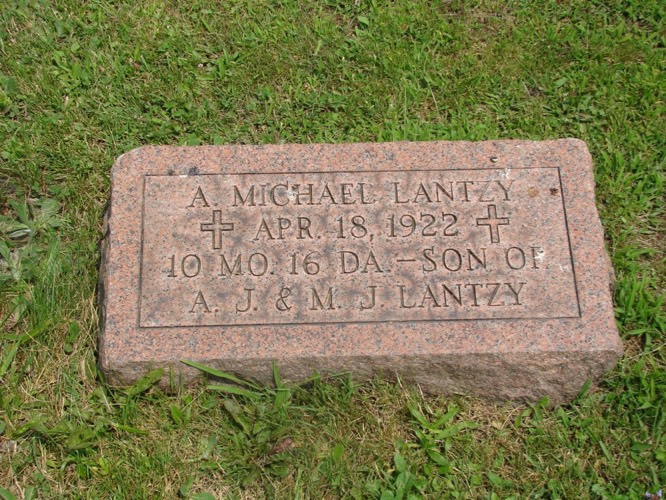 A. MICHAEL LANTZY
APR. 18, 1922
10 MO. 16 DA.-SON OF
A. J. & M. J. LANTZY